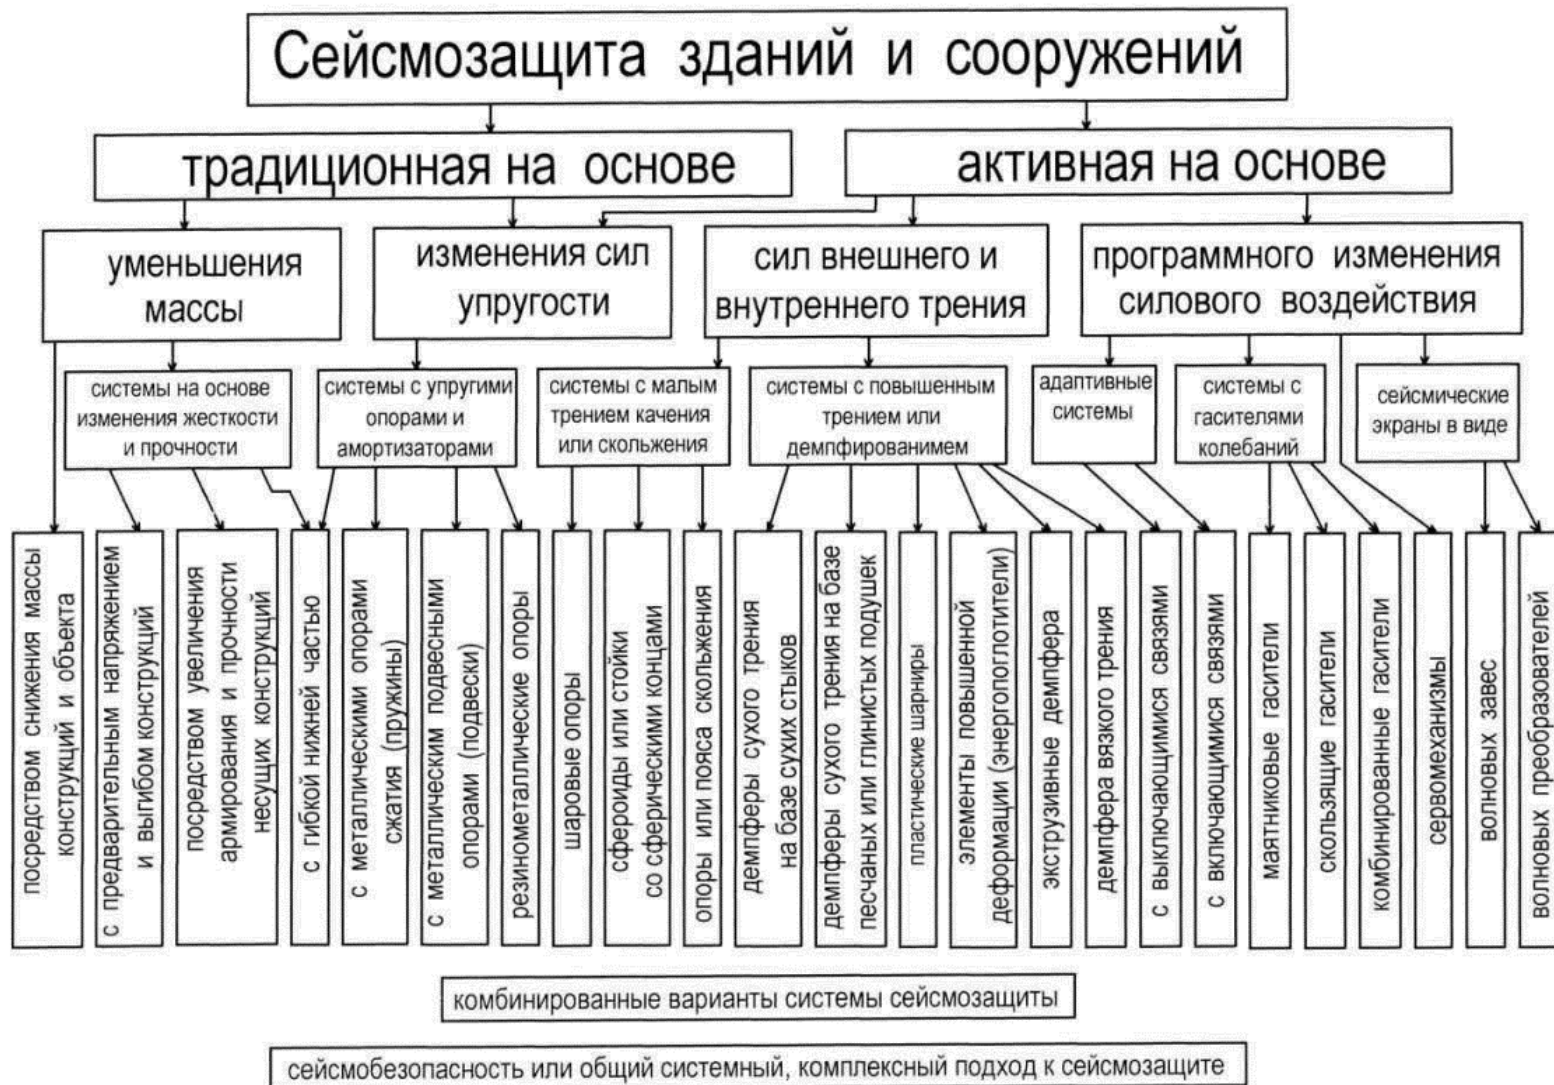 Сейсмозащита зданий и сооружений
традиционная на основе
активная на основе
уменьшения
массы
изменения сил
упругости
сил внешнего и
внутреннего трения
программного изменения
силового воздействия
системы на основе
изменения жесткости
и прочности
системы с упругими
опорами и
амортизаторами
системы с малым
трением качения
или скольжения
системы с повышенным
трением или
демпфированимем
адаптивные
системы
системы с
гасителями
колебаний
сейсмические
экраны в виде
посредством снижения массы
конструкций и объекта
с предварительным напряжением
и выгибом конструкций
посредством увеличения
армирования и прочности
несущих конструкций
с гибкой нижней частью
с металлическими опорами
сжатия (пружины)
с металлическим подвесными
опорами (подвески)
резинометаллические опоры
шаровые опоры
сфероиды или стойки
со сферическими концами
опоры или пояса скольжения
демпферы сухого трения
на базе сухих стыков
демпферы сухого трения на базе
песчаных или глинистых подушек
пластические шарниры
элементы повышенной
деформации (энергоглотители)
экструзивные демпфера
демпфера вязкого трения
с выключающимися связями
с включающимися связями
маятниковые гасители
скользящие гасители
комбинированные гасители
сервомеханизмы
волновых завес
волновых преобразователей
комбинированные варианты системы сейсмозащиты
сейсмобезопасность или общий системный, комплексный подход к сейсмозащите